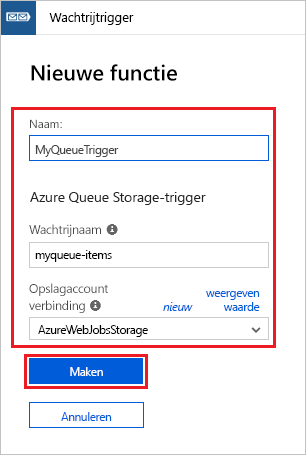 Wachtrijtrigger
Nieuwe functie
Naam:
MyQueueTrigger
Azure Queue Storage-trigger
Wachtrijnaam
myqueue-items
Opslagaccount
verbinding
nieuw
weergeven
waarde
AzureWebJobsStorage
Maken
Annuleren